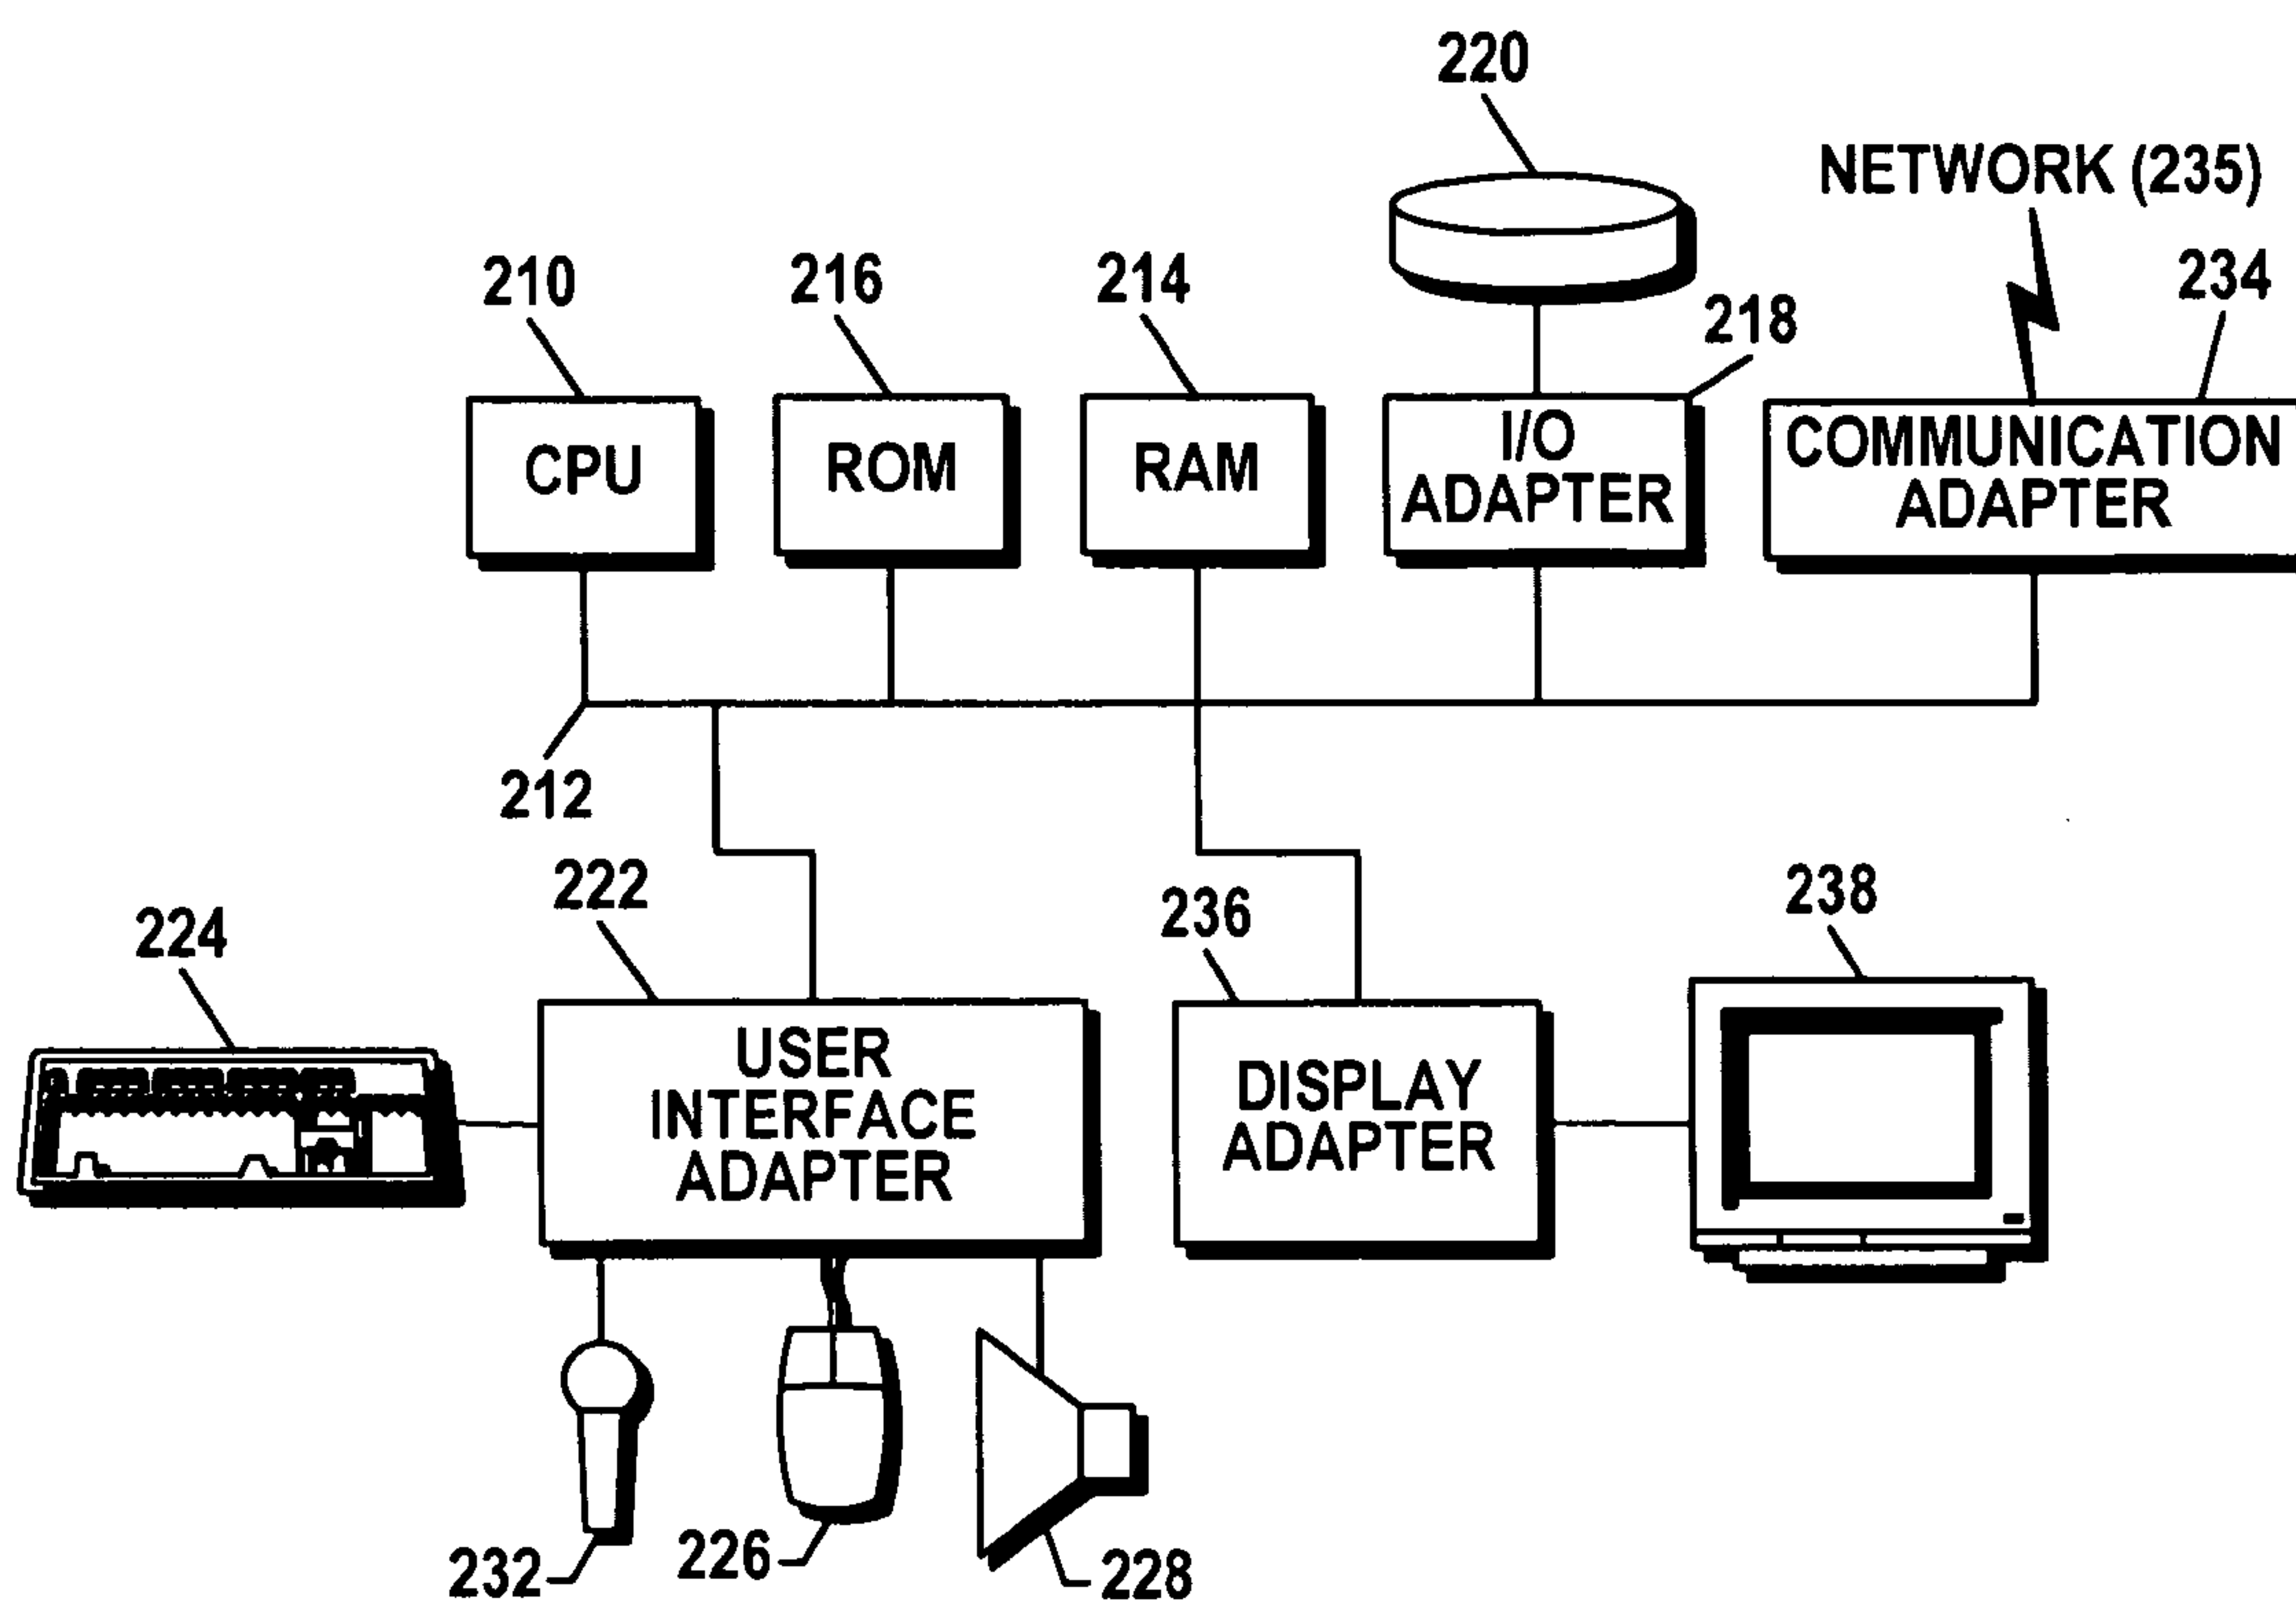 220
NETWORK (235)
210
216
214
218
234
CPU
ROM
RAM
I/O
ADAPTER
COMMUNICATION
ADAPTER
212
222
224
236
238
USER
INTERFACE
ADAPTER
DISPLAY
ADAPTER
232
226
228